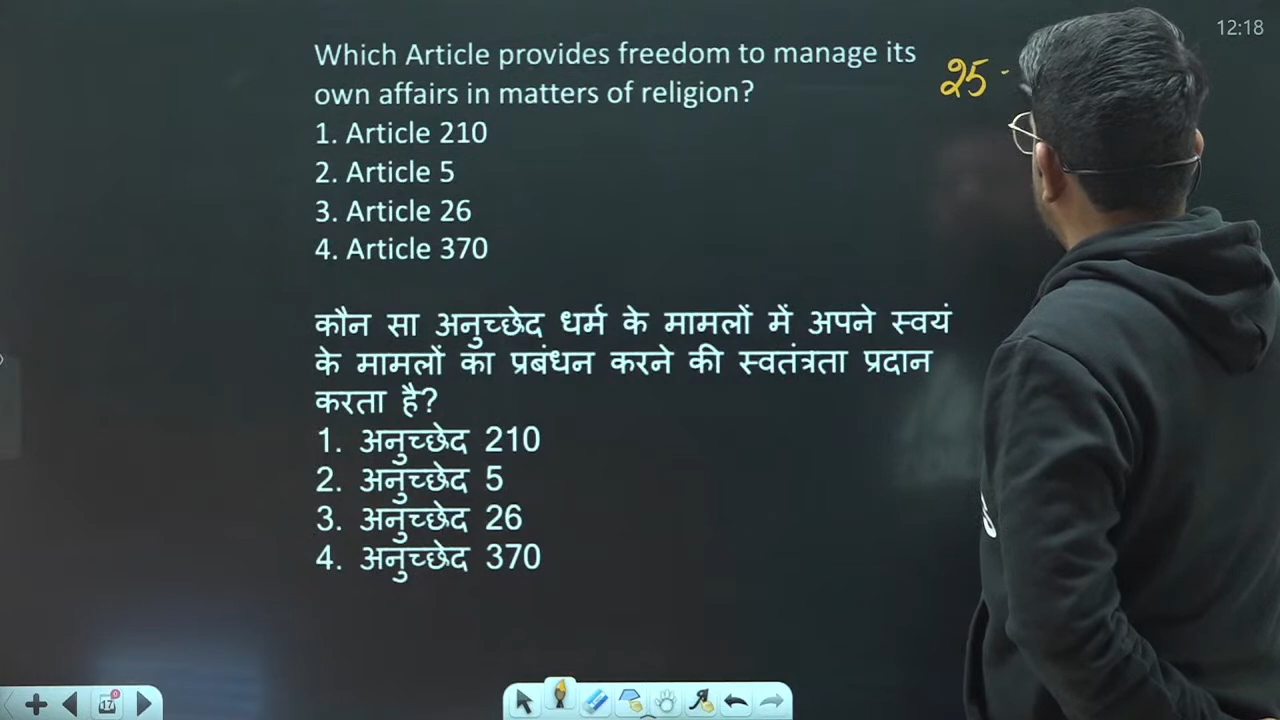 12:18
Which Article provides freedom to manage its
own affairs in matters of religion?
25 -
1. Article 210
2. Article 5
3. Article 26
4. Article 370
कौन सा अनुच्छेद धर्म के मामलों में अपने स्वयं
के मामलों का प्रबंधन करने की स्वतंत्रता प्रदान
करता है?
1. अनुच्छेद 210
2. अनुच्छेद 5
3. अनुच्छेद 26
4. अनुच्छेद 370
17
0